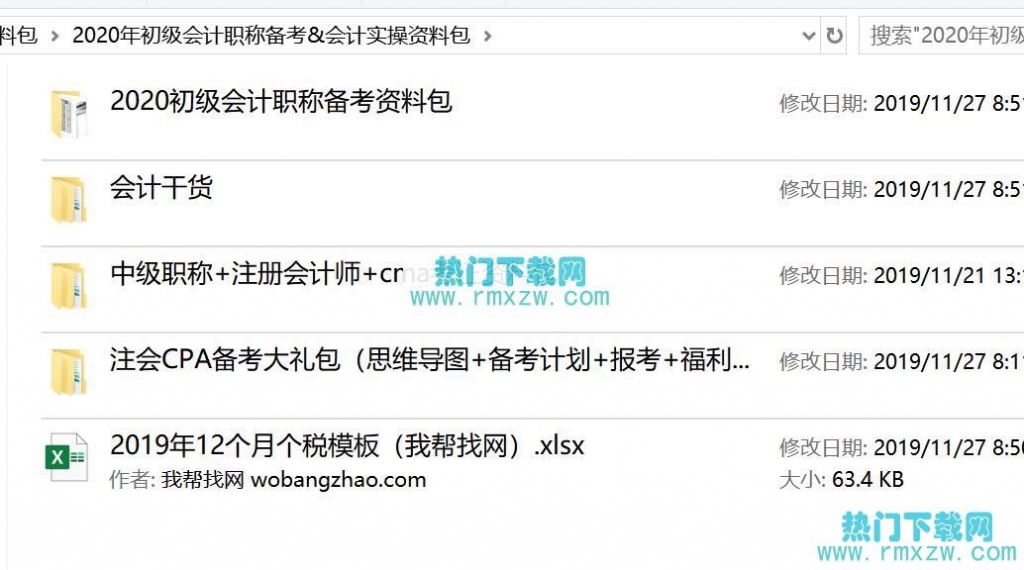 料包 > 2020年初级会计职称备考&会计实操资料包 >
搜索"2020年初级
2020初级会计职称备考资料包
修改日期: 2019/11/27 8:5
会计干货
修改日期: 2019/11/27 8:5
中级职称+注册会计师+cma
修改日期: 2019/11/21 13:
热门下载网
www.rmxzw.com
注会CPA备考大礼包（思维导图+备考计划+报考+福利...
修改日期: 2019/11/27 8:1
2019年12个月个税模板（我帮找网）.xlsx
修改日期: 2019/11/27 8:5
作者: 我帮找网 wobangzhao.com
大小: 63.4 KB
热门下载网
www.rmxzw.com